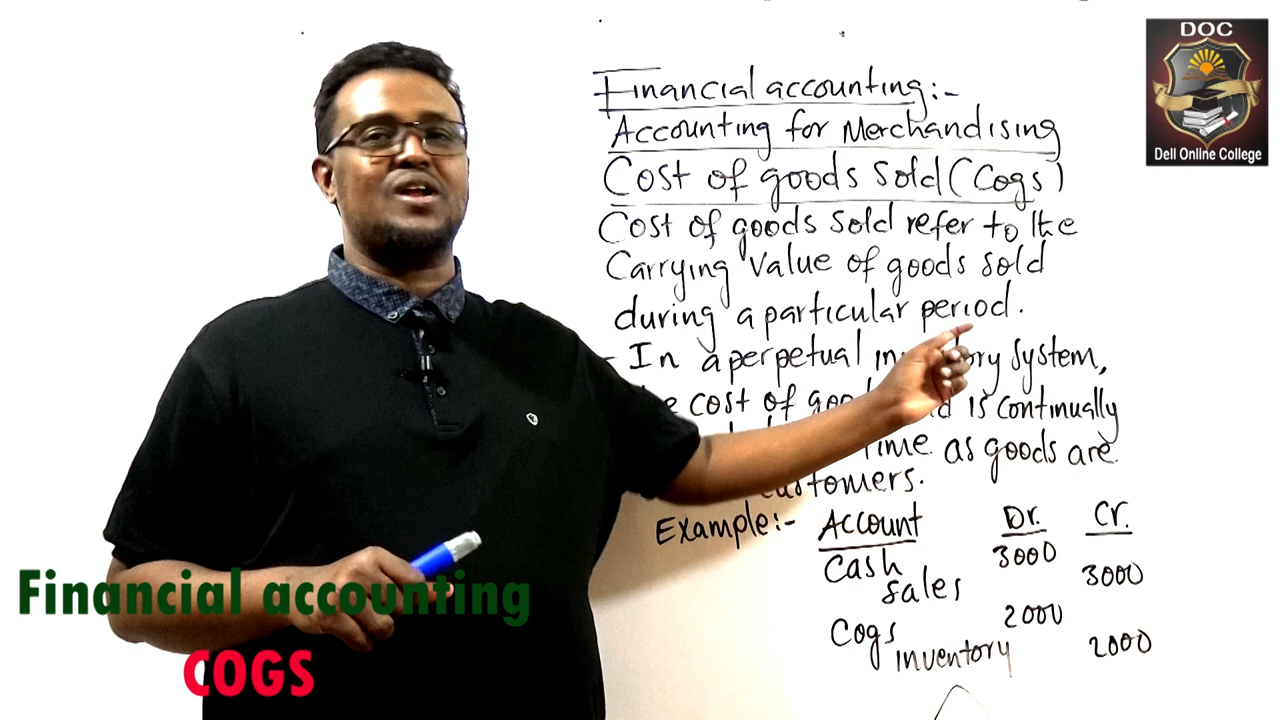 DOC
Dell Online College
Financial accounting:-
Accounting for Merchandising
Cost of goods Sold (Cogs)
Cost of goods sold refer to the
Carrying value of goods sold
during a particular period.
- In a perpetual system,
cost of is continually
time as goods are
customers.
Example:- Account Dr. Cr.
Cash 3000
sales 3000
Cogs 2000
inventory 2000
Financial accounting
COGS